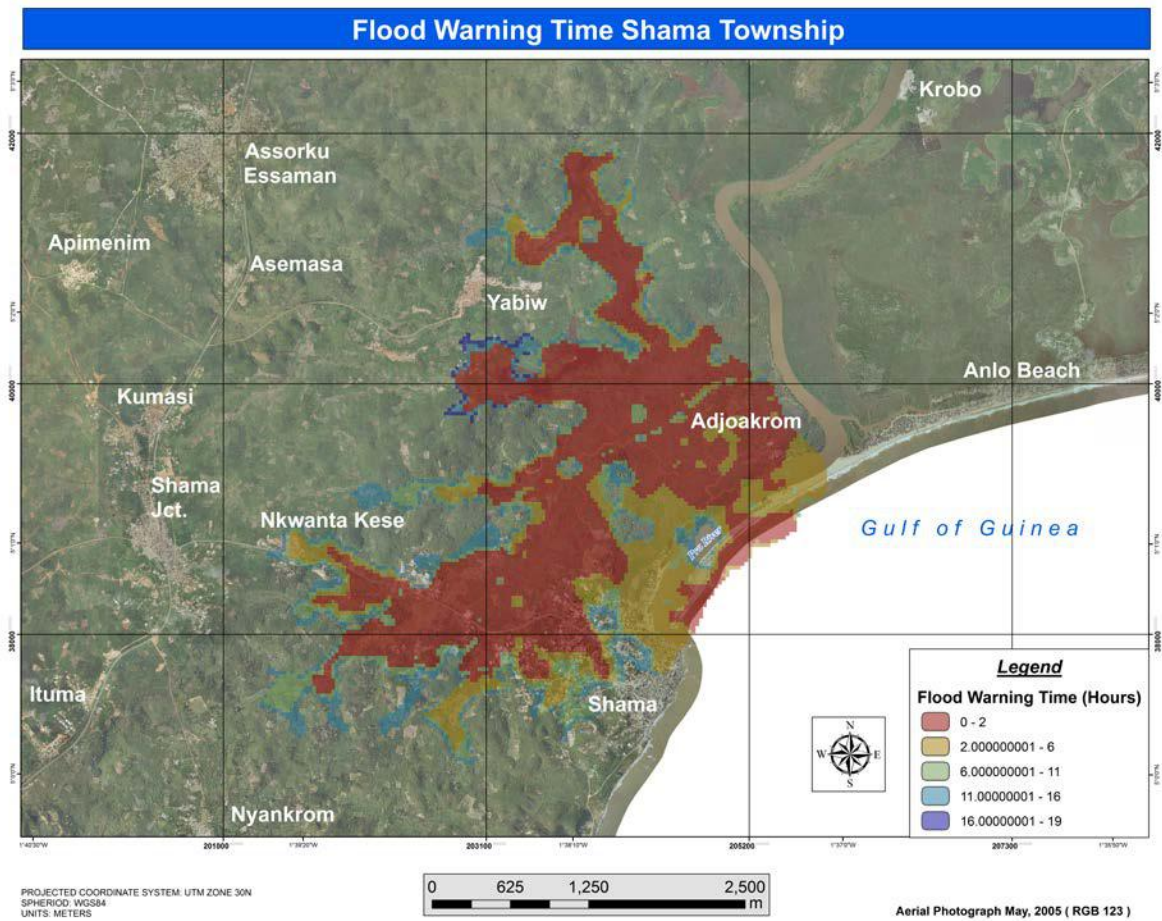 Flood Warning Time Shama Township
Krobo
Assorku
Essaman
Apimenim
Asemasa
Yabiw
Anlo Beach
Kumasi
Adjoakrom
Shama
Jct.
Nkwanta Kese
Gulf of Guinea
Ituma
Shama
Nyankrom
42000
40000
38000
42000
40000
38000
201000
203100
205200
207300
N
W
E
S
Legend
Flood Warning Time (Hours)
0 - 2
2.000000001 - 6
6.000000001 - 11
11.00000001 - 16
16.00000001 - 19
PROJECTED COORDINATE SYSTEM: UTM ZONE 30N
SPHERIOD: WGS84
UNITS: METERS
0 625 1,250 2,500
m
Aerial Photograph May, 2005 ( RGB 123 )